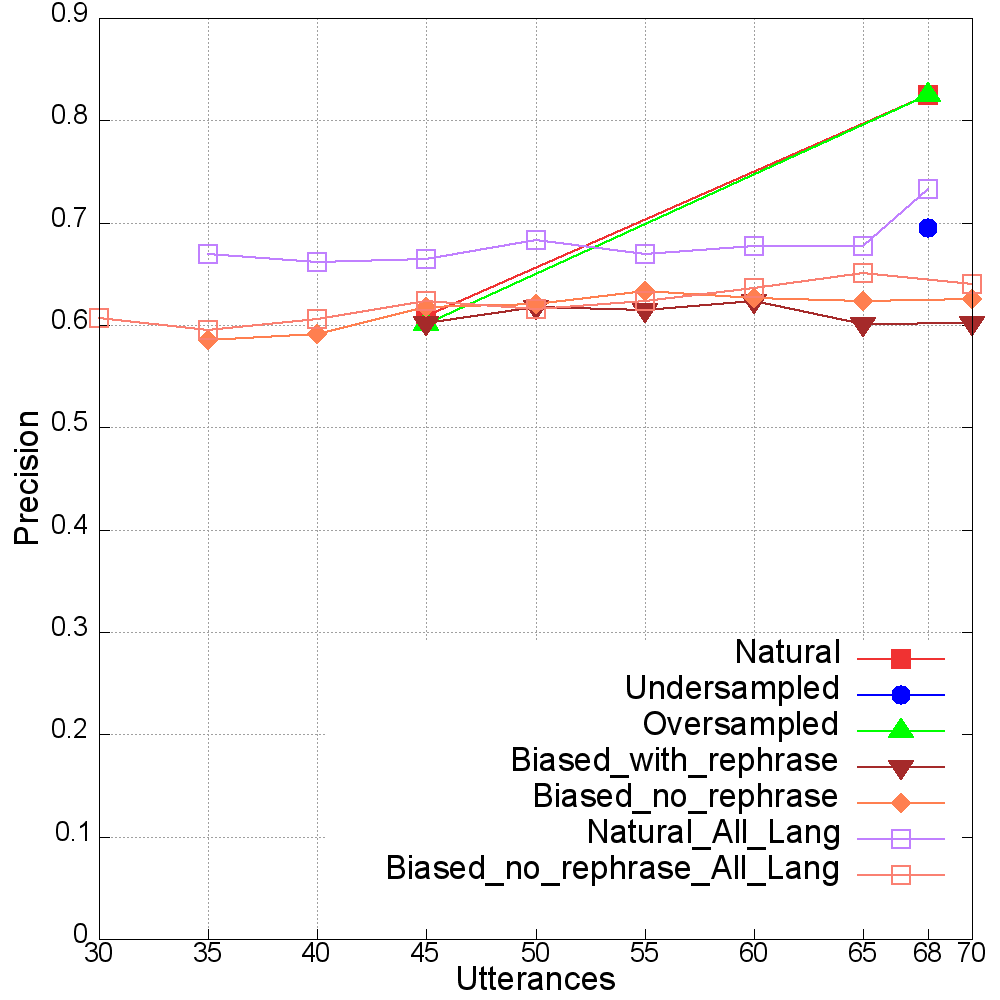 0.9
0.8
0.7
0.6
0.5
0.4
0.3
0.2
0.1
0
Precision
Natural
Undersampled
Oversampled
Biased_with_rephrase
Biased_no_rephrase
Natural_All_Lang
Biased_no_rephrase_All_Lang
30 35 40 45 50 55 60 65 68 70
Utterances